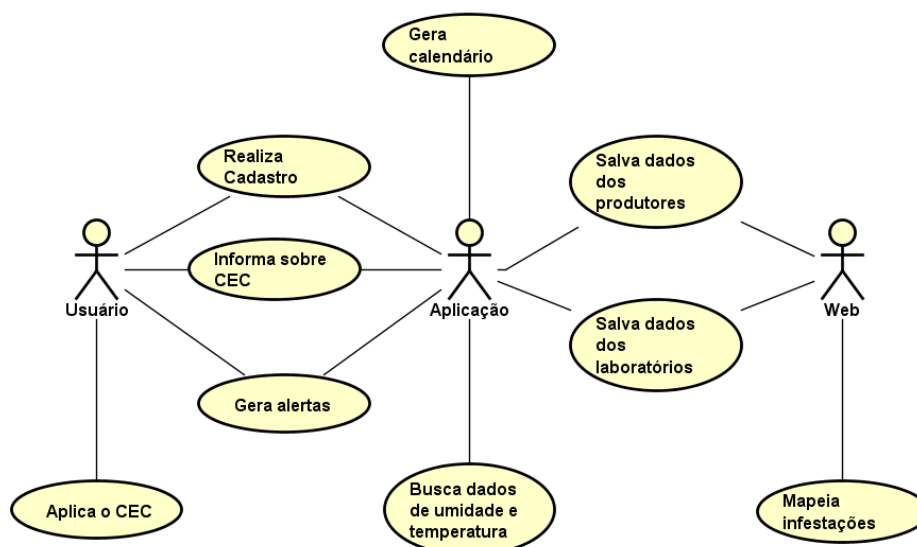 Gera
calendário
Realiza
Cadastro
Salva dados
dos
produtores
Informa sobre
CEC
Usuário
Aplicação
Web
Salva dados
dos
laboratórios
Gera alertas
Aplica o CEC
Busca dados
de umidade e
temperatura
Mapeia
infestações